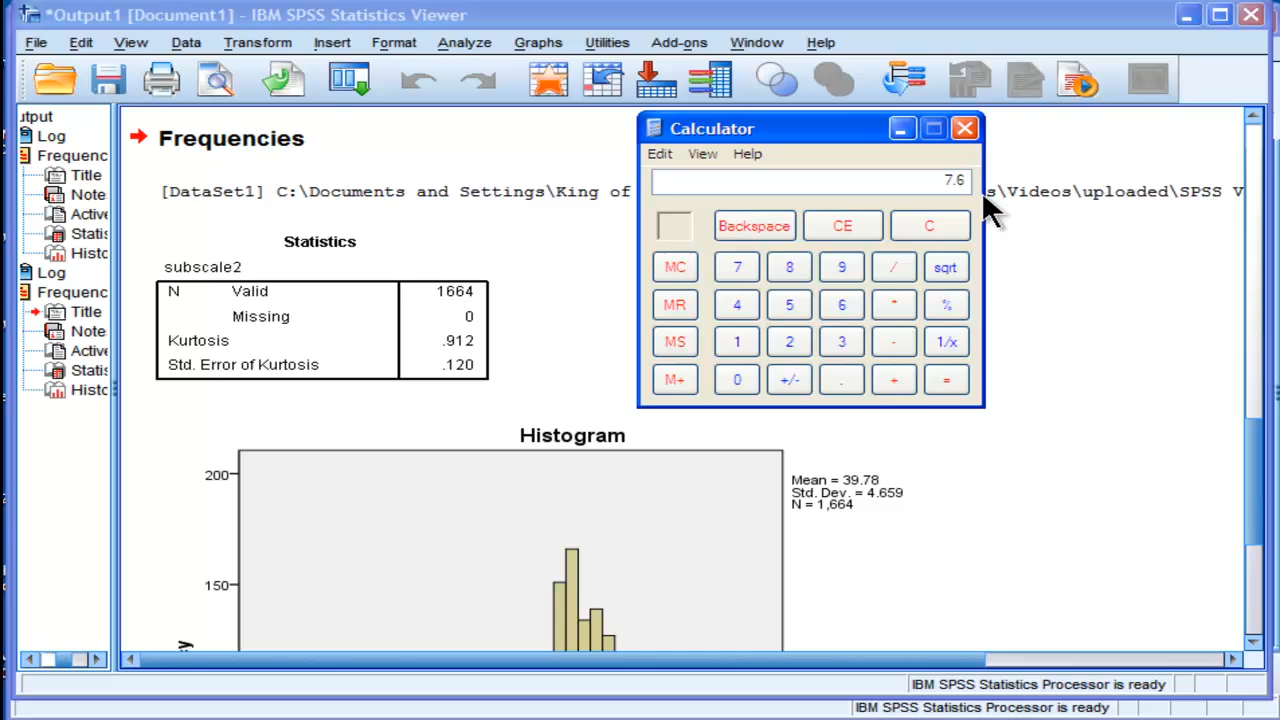 *Output1 [Document1] - IBM SPSS Statistics Viewer
File Edit View Data Transform Insert Format Analyze Graphs Utilities Add-ons Window Help
utput
Log
Frequenc
Title
Note
Active
Statis
Histo
Log
Frequenc
Title
Note
Active
Statis
Histo
Frequencies
[DataSet1] C:\Documents and Settings\King of s\Videos\uploaded\SPSS V
Statistics
subscale2
N Valid 1664
Missing 0
Kurtosis .912
Std. Error of Kurtosis .120
Calculator
Edit View Help
7.6
Backspace CE C
MC 7 8 9 / sqrt
MR 4 5 6 * %
MS 1 2 3 - 1/x
M+ 0 +/- . + =
Histogram
200
150
Mean = 39.78
Std. Dev. = 4.659
N = 1,664
IBM SPSS Statistics Processor is ready
IBM SPSS Statistics Processor is ready